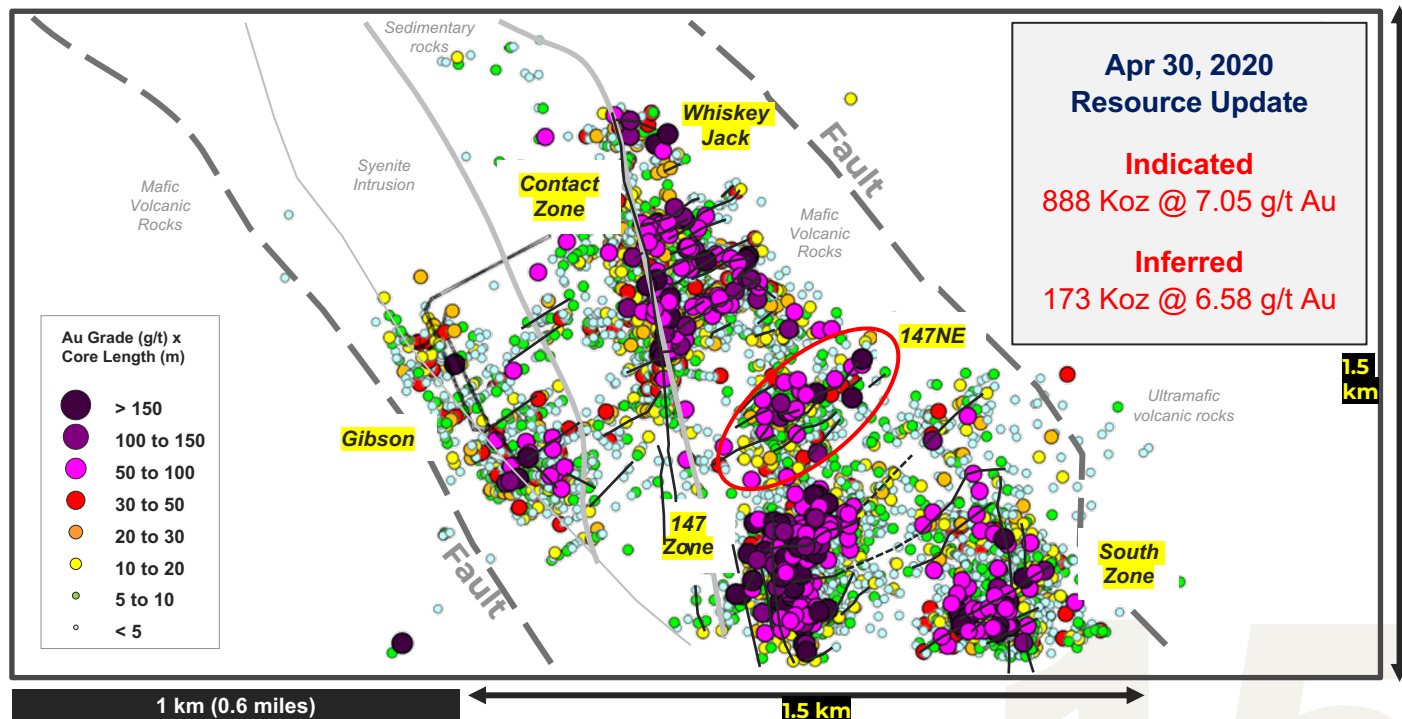 Sedimentary
rocks
Mafic
Volcanic
Rocks
Syenite
Intrusion
Contact
Zone
Whiskey
Jack
Fault
Mafic
Volcanic
Rocks
Apr 30, 2020
Resource Update
Indicated
888 Koz @ 7.05 g/t Au
Inferred
173 Koz @ 6.58 g/t Au
147NE
1.5
km
Ultramafic
volcanic rocks
Au Grade (g/t) x
Core Length (m)
> 150
100 to 150
50 to 100
30 to 50
20 to 30
10 to 20
5 to 10
< 5
Gibson
147
Zone
South
Zone
Fault
1 km (0.6 miles)
1.5 km
15